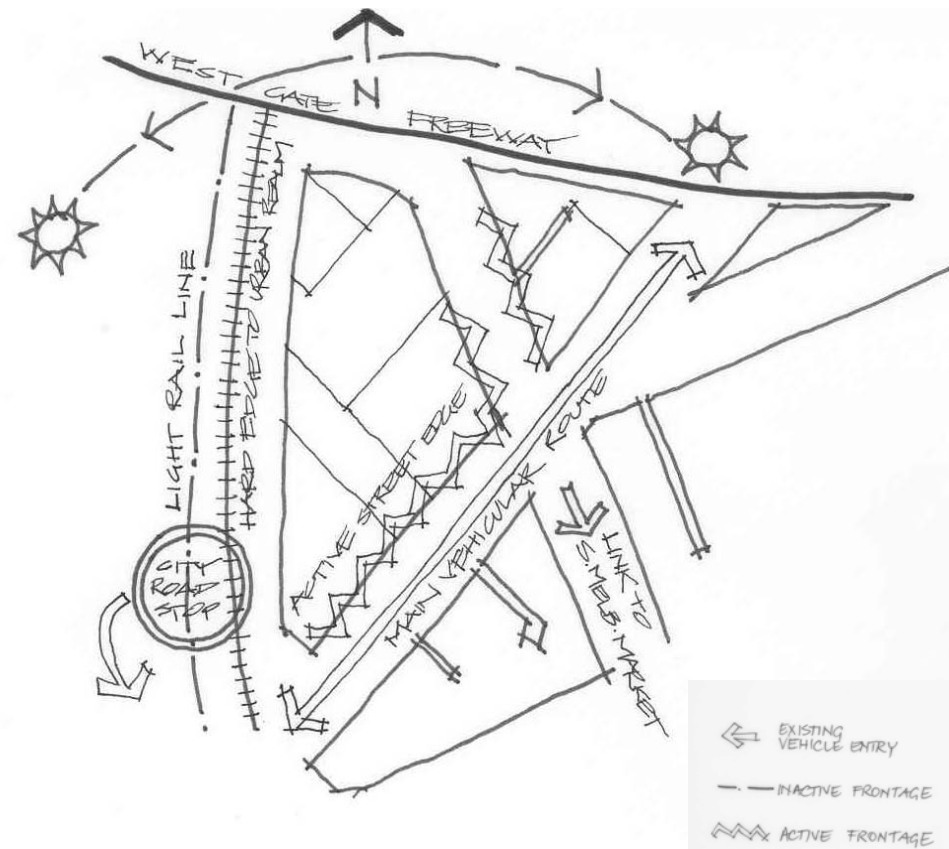 WEST GATE FREEWAY
N
LIGHT RAIL LINE
HARD EDGE TO URBAN REALM
ACTIVE STREET EDGE
MAIN VEHICULAR ROUTE
CITY
ROAD
STOP
LINK TO
S.MELB. MARKET
EXISTING
VEHICLE ENTRY
INACTIVE FRONTAGE
ACTIVE FRONTAGE